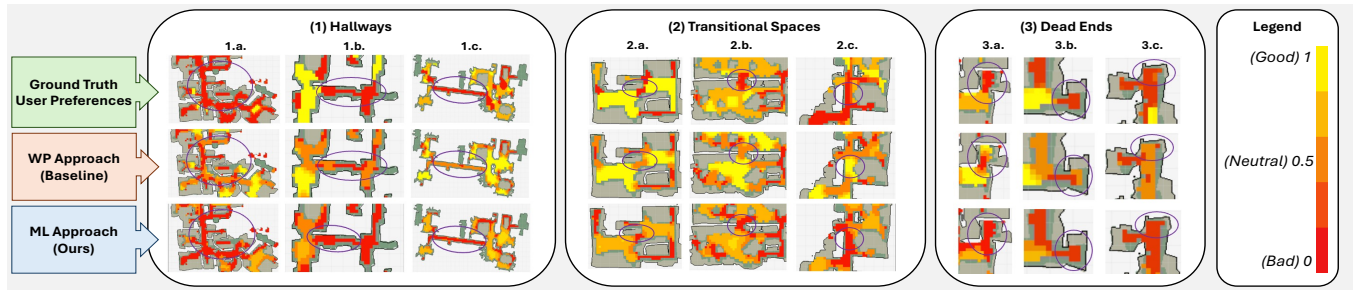 (1) Hallways
(2) Transitional Spaces
(3) Dead Ends
Legend
1.a.
1.b.
1.c.
2.a.
2.b.
2.c.
3.a.
3.b.
3.c.
Ground Truth
User Preferences
WP Approach
(Baseline)
ML Approach
(Ours)
(Good) 1
(Neutral) 0.5
(Bad) 0